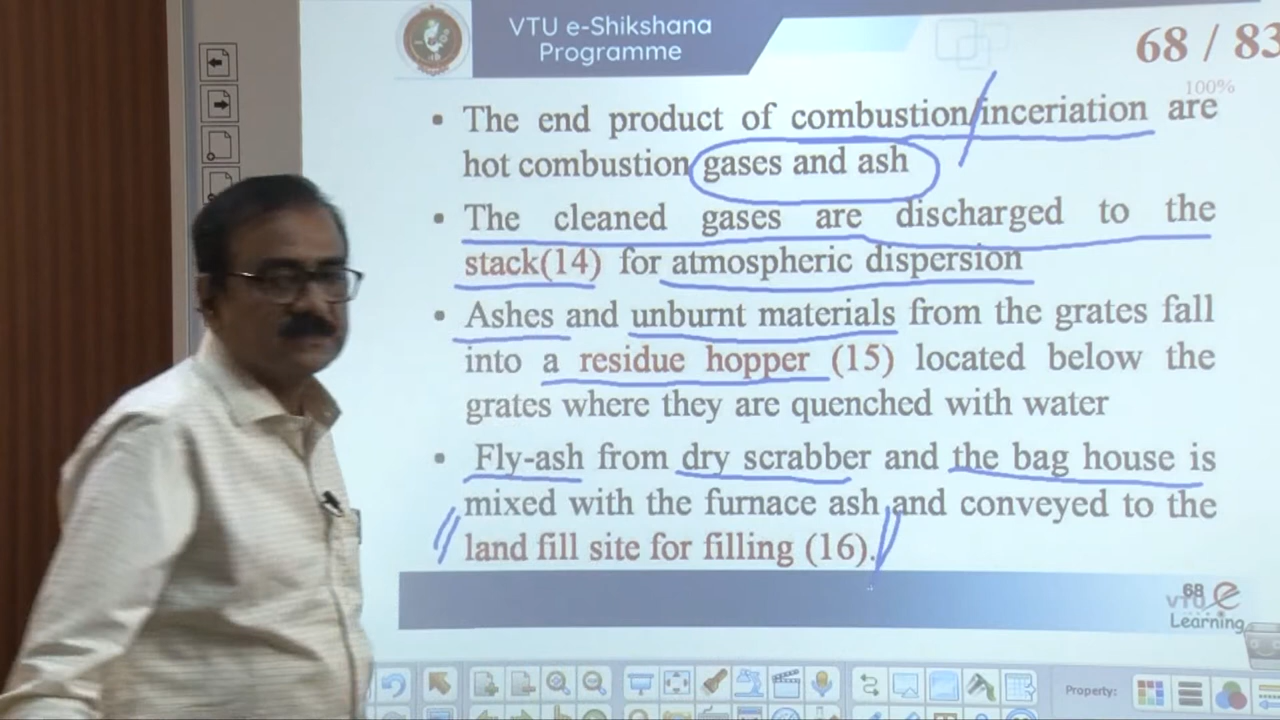 VTU e-Shikshana
Programme
68 / 83
100%
• The end product of combustion/inceriation are
hot combustion gases and ash
• The cleaned gases are discharged to the
stack(14) for atmospheric dispersion
• Ashes and unburnt materials from the grates fall
into a residue hopper (15) located below the
grates where they are quenched with water
• Fly-ash from dry scrabber and the bag house is
mixed with the furnace ash and conveyed to the
land fill site for filling (16).
68
VTU e
Learning
Property: